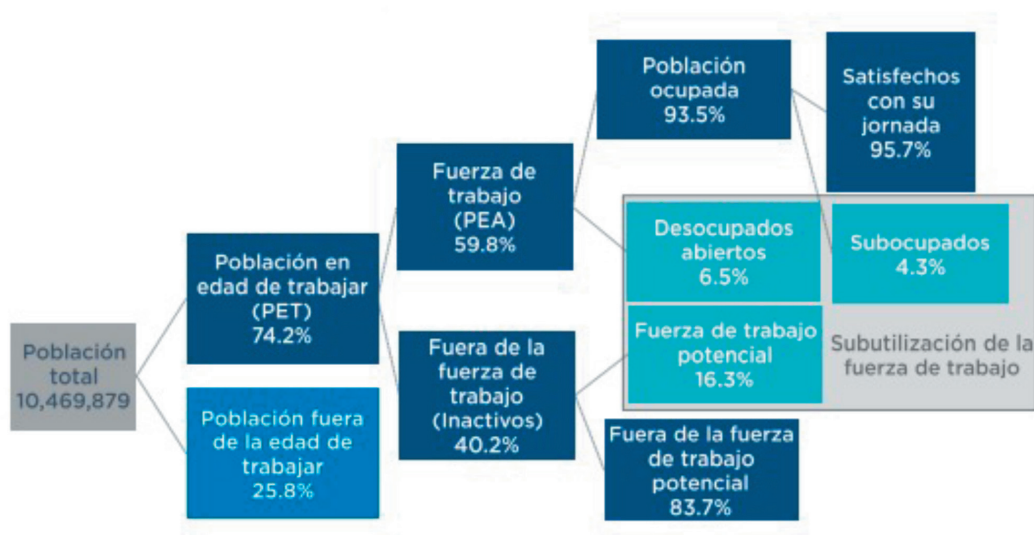 Población
total
10,469,879
Población en
edad de trabajar
(PET)
74.2%
Población fuera
de la edad de
trabajar
25.8%
Fuerza de
trabajo
(PEA)
59.8%
Fuera de la
fuerza de
trabajo
(Inactivos)
40.2%
Población
ocupada
93.5%
Desocupados
abiertos
6.5%
Fuerza de trabajo
potencial
16.3%
Fuera de la fuerza
de trabajo
potencial
83.7%
Satisfechos
con su
jornada
95.7%
Subocupados
4.3%
Subutilización de la
fuerza de trabajo